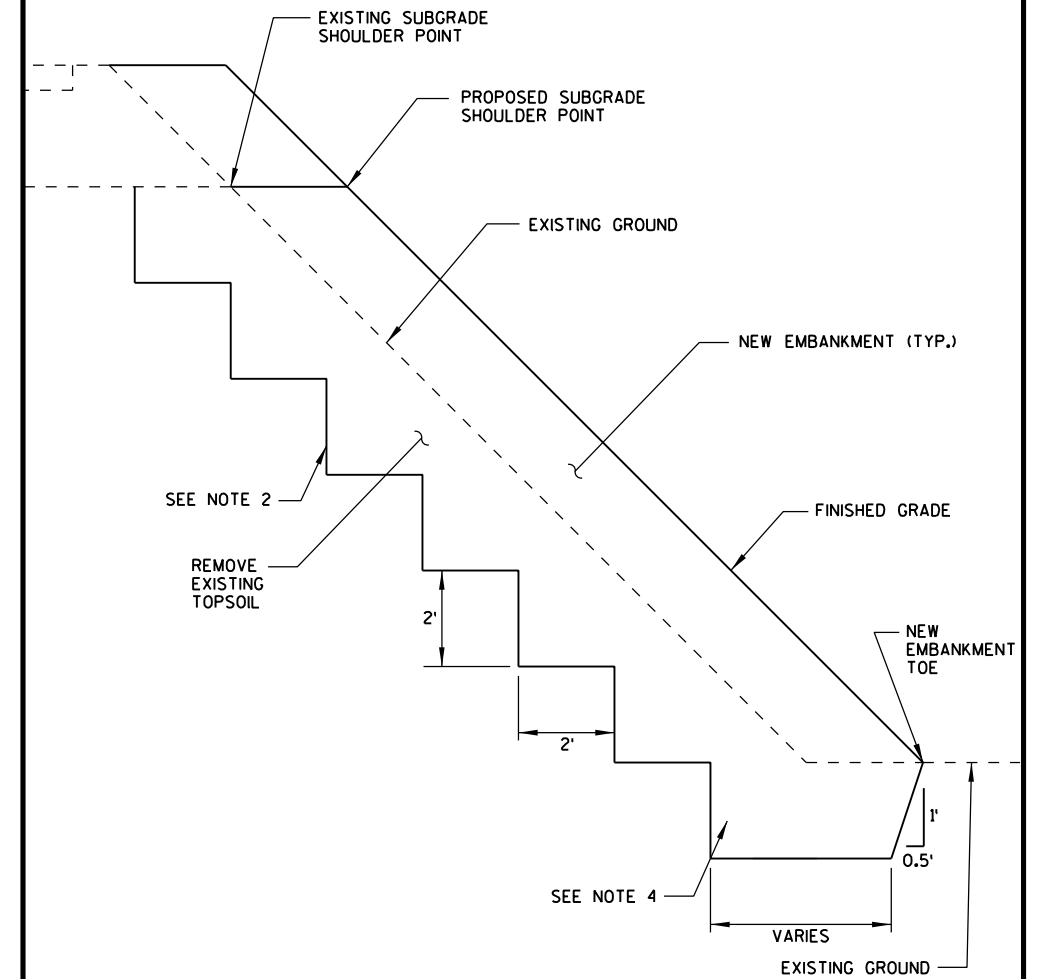 EXISTING SUBGRADE
SHOULDER POINT
PROPOSED SUBGRADE
SHOULDER POINT
EXISTING GROUND
NEW EMBANKMENT (TYP.)
SEE NOTE 2
FINISHED GRADE
REMOVE
EXISTING
TOPSOIL
2'
NEW
EMBANKMENT
TOE
2'
1'
0.5'
SEE NOTE 4
VARIES
EXISTING GROUND